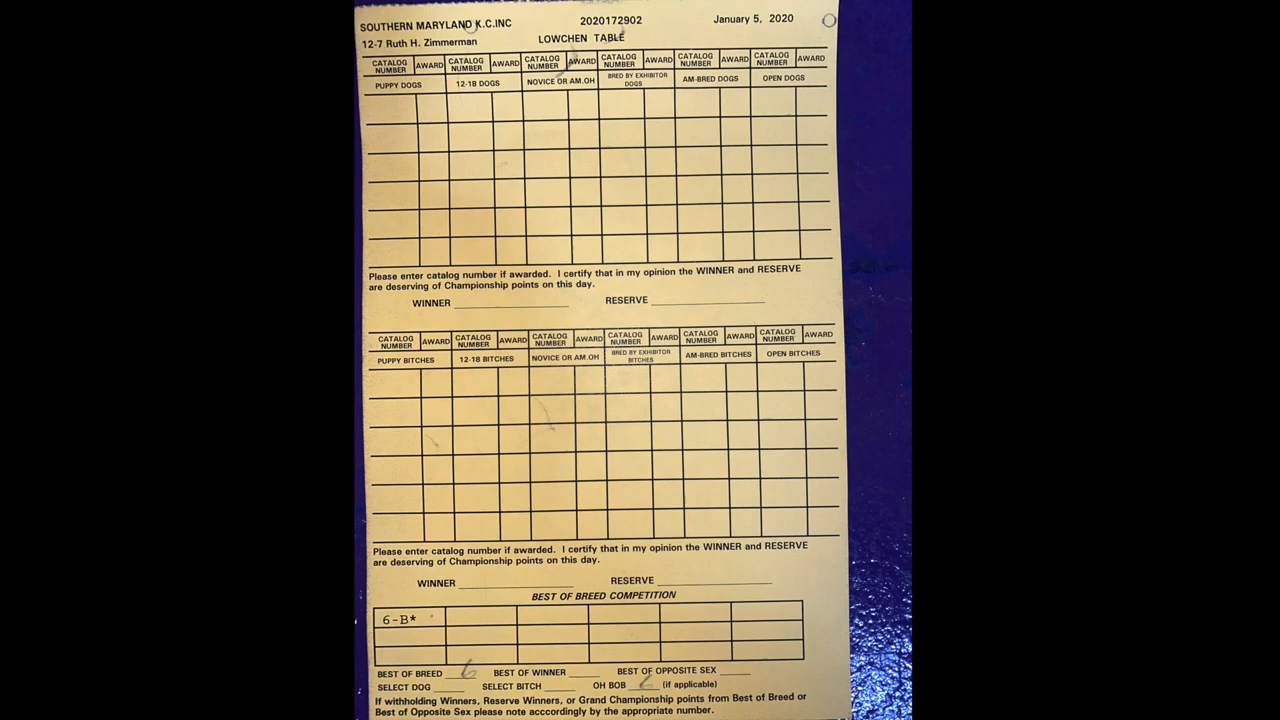 SOUTHERN MARYLAND K.C.INC 2020172902 January 5, 2020
12-7 Ruth H. Zimmerman LOWCHEN TABLE
CATALOG NUMBER AWARD CATALOG NUMBER AWARD CATALOG NUMBER AWARD CATALOG NUMBER AWARD CATALOG NUMBER AWARD CATALOG NUMBER AWARD
PUPPY DOGS 12-18 DOGS NOVICE OR AM.OH BRED BY EXHIBITOR DOGS AM-BRED DOGS OPEN DOGS
Please enter catalog number if awarded. I certify that in my opinion the WINNER and RESERVE
are deserving of Championship points on this day.
WINNER RESERVE
CATALOG NUMBER AWARD CATALOG NUMBER AWARD CATALOG NUMBER AWARD CATALOG NUMBER AWARD CATALOG NUMBER AWARD CATALOG NUMBER AWARD
PUPPY BITCHES 12-18 BITCHES NOVICE OR AM.OH BRED BY EXHIBITOR BITCHES AM-BRED BITCHES OPEN BITCHES
Please enter catalog number if awarded. I certify that in my opinion the WINNER and RESERVE
are deserving of Championship points on this day.
WINNER RESERVE
BEST OF BREED COMPETITION
6-B*
BEST OF BREED 6 BEST OF WINNER BEST OF OPPOSITE SEX
SELECT DOG SELECT BITCH OH BOB 6 (if applicable)
If withholding Winners, Reserve Winners, or Grand Championship points from Best of Breed or
Best of Opposite Sex please note acccordingly by the appropriate number.